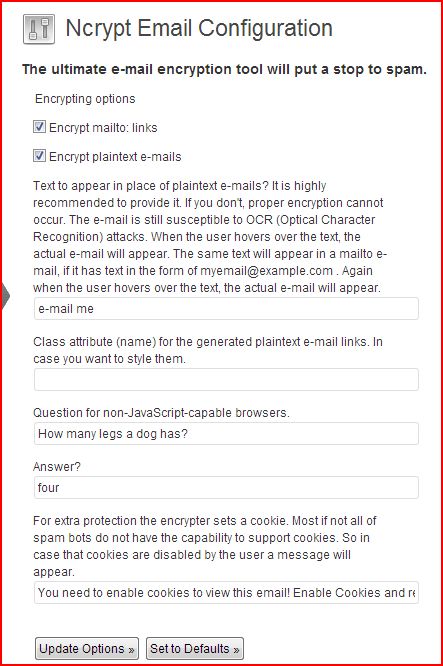 Ncrypt Email Configuration
The ultimate e-mail encryption tool will put a stop to spam.
Encrypting options
Encrypt mailto: links
Encrypt plaintext e-mails
Text to appear in place of plaintext e-mails? It is highly
recommended to provide it. If you don't, proper encryption cannot
occur. The e-mail is still susceptible to OCR (Optical Character
Recognition) attacks. When the user hovers over the text, the
actual e-mail will appear. The same text will appear in a mailto e-
mail, if it has text in the form of myemail@example.com . Again
when the user hovers over the text, the actual e-mail will appear.
e-mail me
Class attribute (name) for the generated plaintext e-mail links. In
case you want to style them.
Question for non-JavaScript-capable browsers.
How many legs a dog has?
Answer?
four
For extra protection the encrypter sets a cookie. Most if not all of
spam bots do not have the capability to support cookies. So in
case that cookies are disabled by the user a message will
appear.
You need to enable cookies to view this email! Enable Cookies and re
Update Options » Set to Defaults »